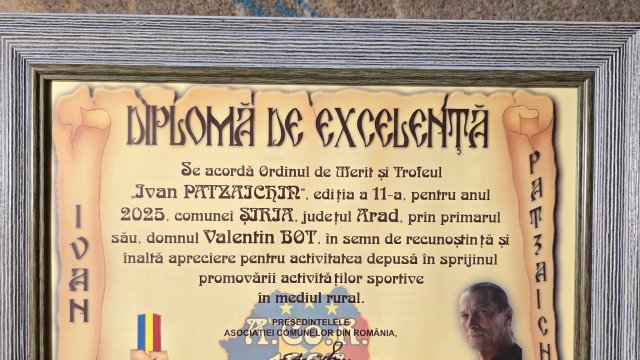 DIPLOMĂ DE EXCELENȚĂ
Se acordă Ordinul de Merit și Trofeul
„Ivan PATZAICHIN”, ediția a 11-a, pentru anul
2025, comunei ȘIRIA, județul Arad, prin primarul
său, domnul Valentin BOT, în semn de recunoștință și
înaltă apreciere pentru activitatea depusă în sprijinul
promovării activităților sportive
în mediul rural.
PREȘEDINTELE
ASOCIAȚIEI COMUNELOR DIN ROMÂNIA,
A.Co.R.
IVAN
PATZAICH